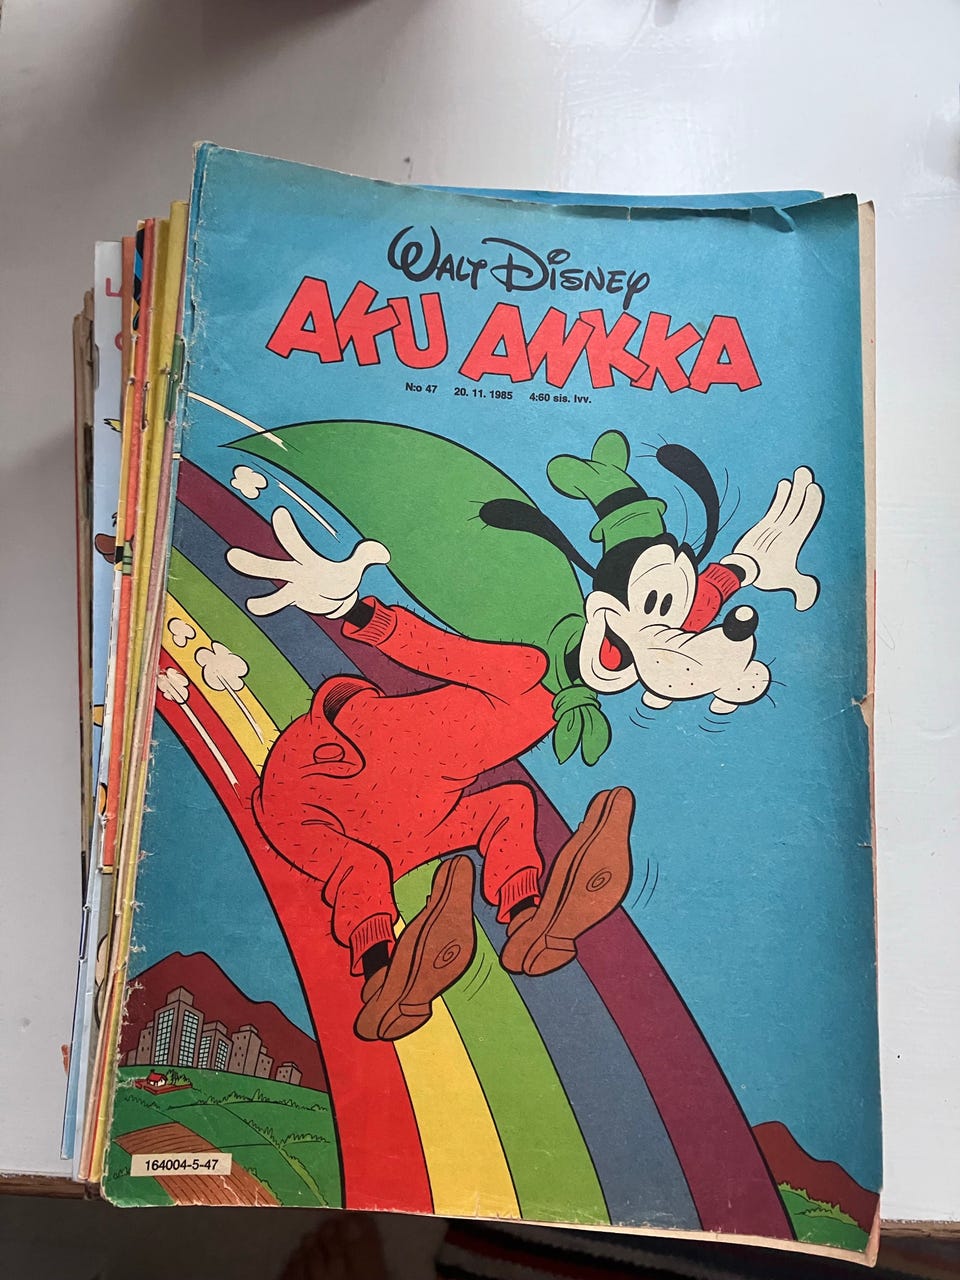 WALT DISNEY
AKU ANKKA
N:o 47 20. 11. 1985 4:60 sis. lvv.
164004-5-47